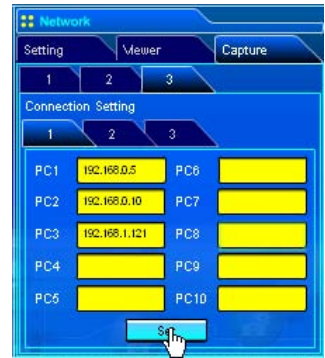 Network
Setting Viewer Capture
1 2 3
Connection Setting
1 2 3
PC1 192.168.0.5 PC6
PC2 192.168.0.10 PC7
PC3 192.168.1.121 PC8
PC4 PC9
PC5 PC10